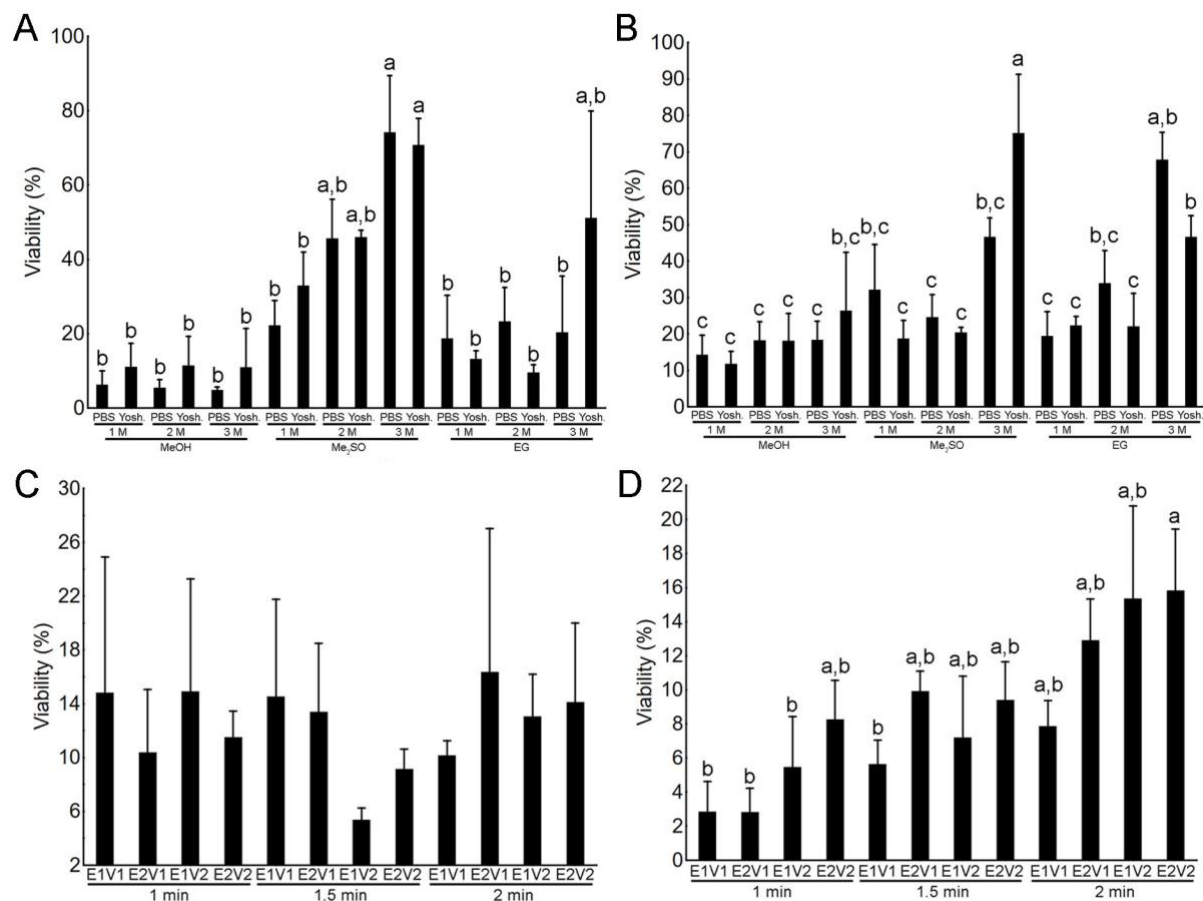 A
100
80
60
40
20
0
Viability (%)
b b b b b b b b a,b a,b a a b b b b b a,b
PBS Yosh. PBS Yosh. PBS Yosh. PBS Yosh. PBS Yosh. PBS Yosh. PBS Yosh. PBS Yosh. PBS Yosh.
1 M 2 M 3 M 1 M 2 M 3 M 1 M 2 M 3 M
MeOH Me₂SO EG
B
100
90
80
70
60
50
40
30
20
10
0
Viability (%)
c c c c c b,c b,c c c c b,c a c c b,c c a,b b
PBS Yosh. PBS Yosh. PBS Yosh. PBS Yosh. PBS Yosh. PBS Yosh. PBS Yosh. PBS Yosh. PBS Yosh.
1 M 2 M 3 M 1 M 2 M 3 M 1 M 2 M 3 M
MeOH Me₂SO EG
C
30
26
22
18
14
10
6
2
Viability (%)
E1V1 E2V1 E1V2 E2V2 E1V1 E2V1 E1V2 E2V2 E1V1 E2V1 E1V2 E2V2
1 min 1.5 min 2 min
D
22
20
18
16
14
12
10
8
6
4
2
0
Viability (%)
b b b a,b b a,b a,b a,b a,b a,b a,b a
E1V1 E2V1 E1V2 E2V2 E1V1 E2V1 E1V2 E2V2 E1V1 E2V1 E1V2 E2V2
1 min 1.5 min 2 min